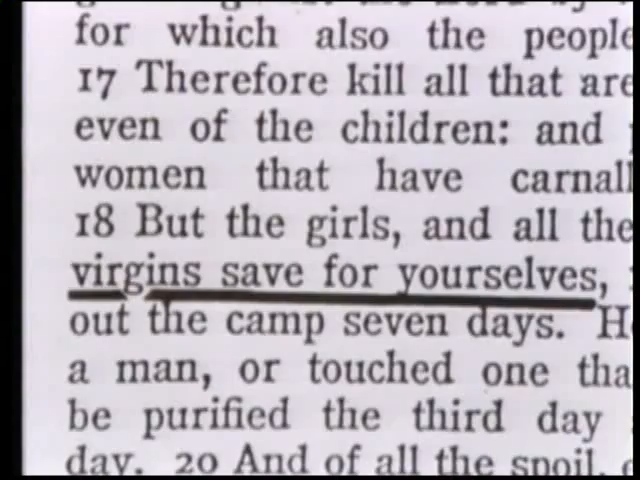 for which also the people
17 Therefore kill all that are
even of the children: and
women that have carnall
18 But the girls, and all the
virgins save for yourselves,
out the camp seven days. H
a man, or touched one tha
be purified the third day
day. 20 And of all the spoil,